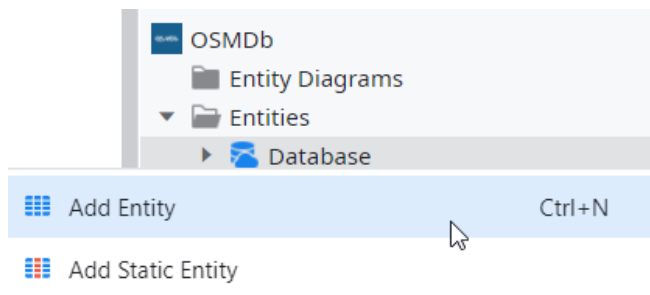 OSMDb
Entity Diagrams
Entities
Database
Add Entity Ctrl+N
Add Static Entity